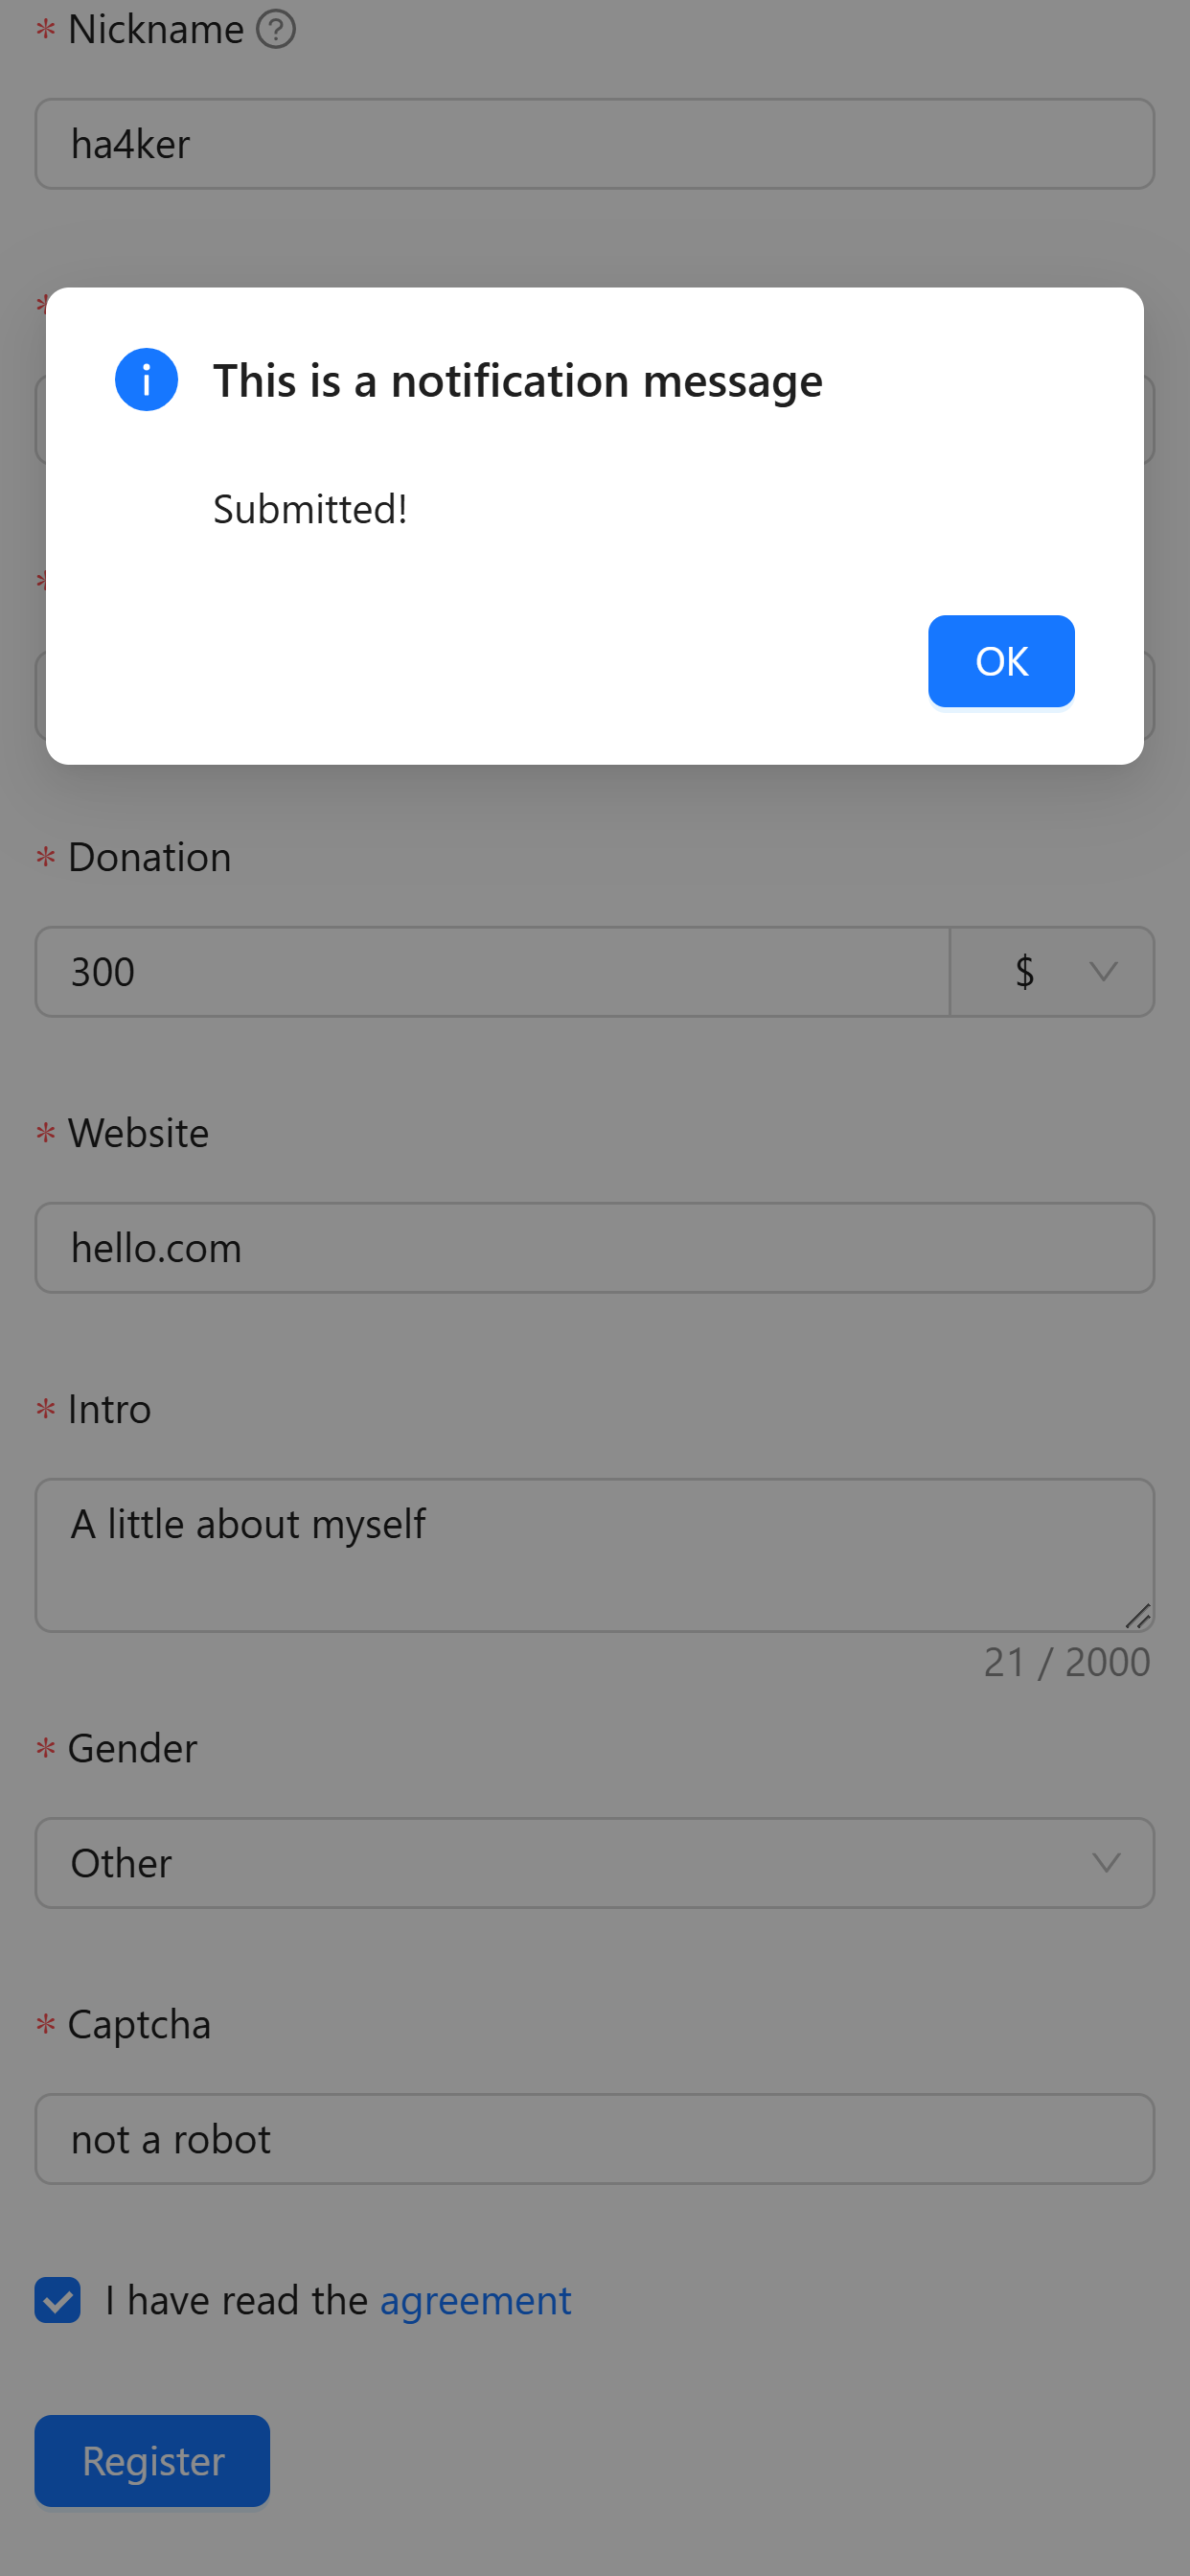 * Nickname
ha4ker
*
This is a notification message
Submitted!
*
OK
* Donation
300 $
* Website
hello.com
* Intro
A little about myself
21 / 2000
* Gender
Other
* Captcha
not a robot
I have read the agreement
Register